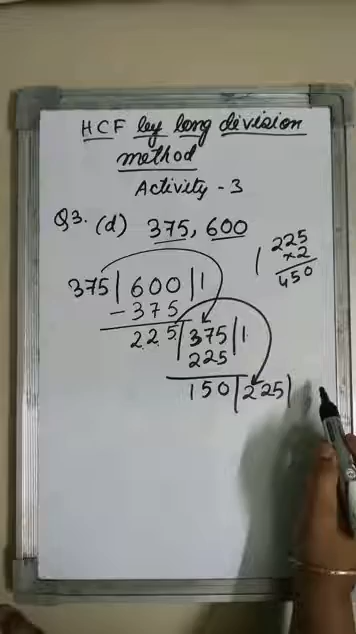 HCF by long division
method
Activity - 3
Q3. (d) 375, 600
225
×2
450
375 | 600 | 1
- 375
225 | 375 | 1
225
150 | 225 |